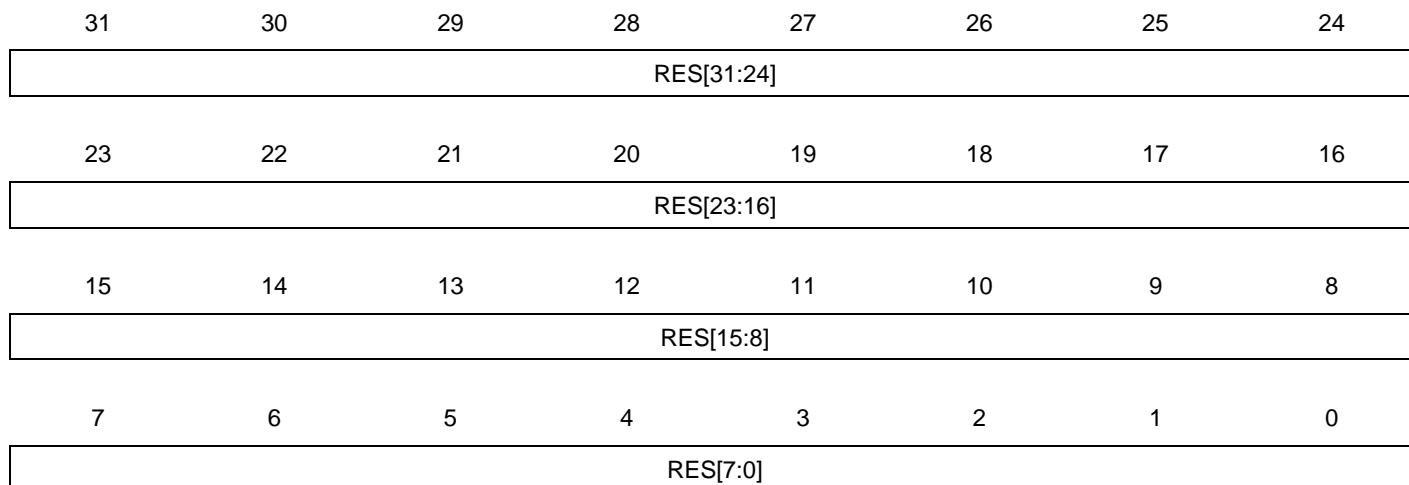 31 30 29 28 27 26 25 24
RES[31:24]
23 22 21 20 19 18 17 16
RES[23:16]
15 14 13 12 11 10 9 8
RES[15:8]
7 6 5 4 3 2 1 0
RES[7:0]